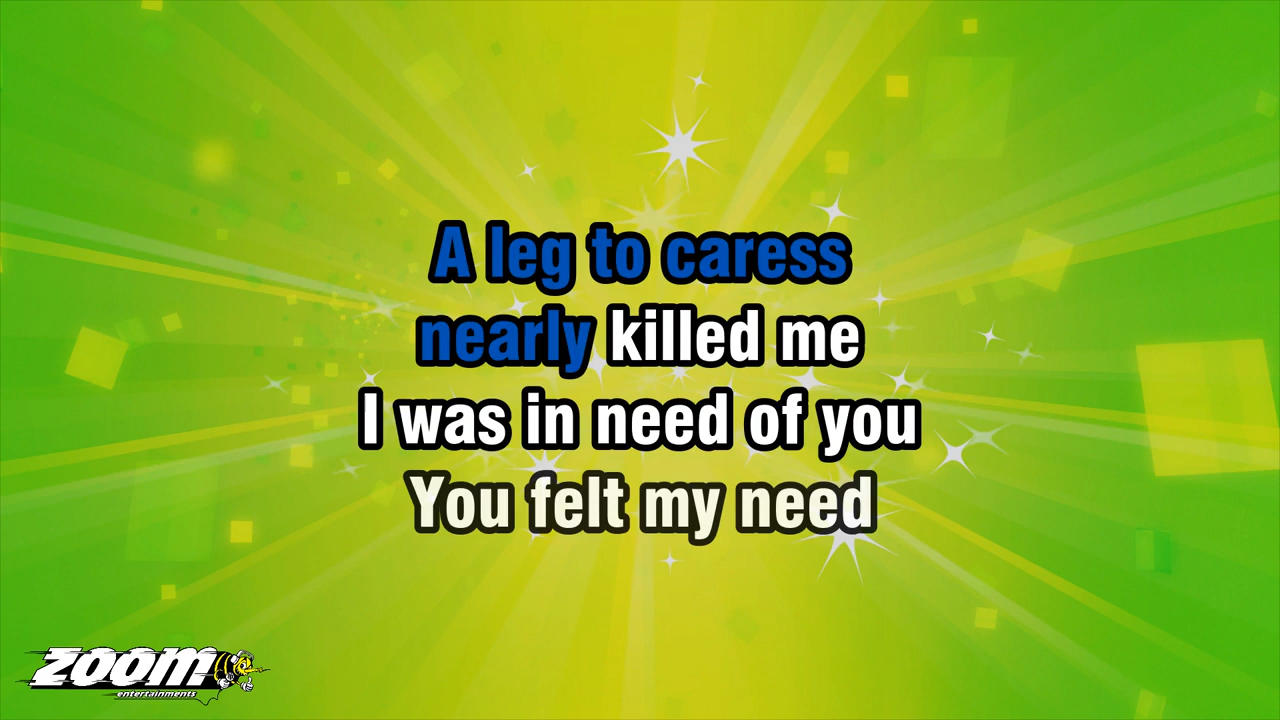 A leg to caress
nearly killed me
I was in need of you
You felt my need
ZOOM
entertainments